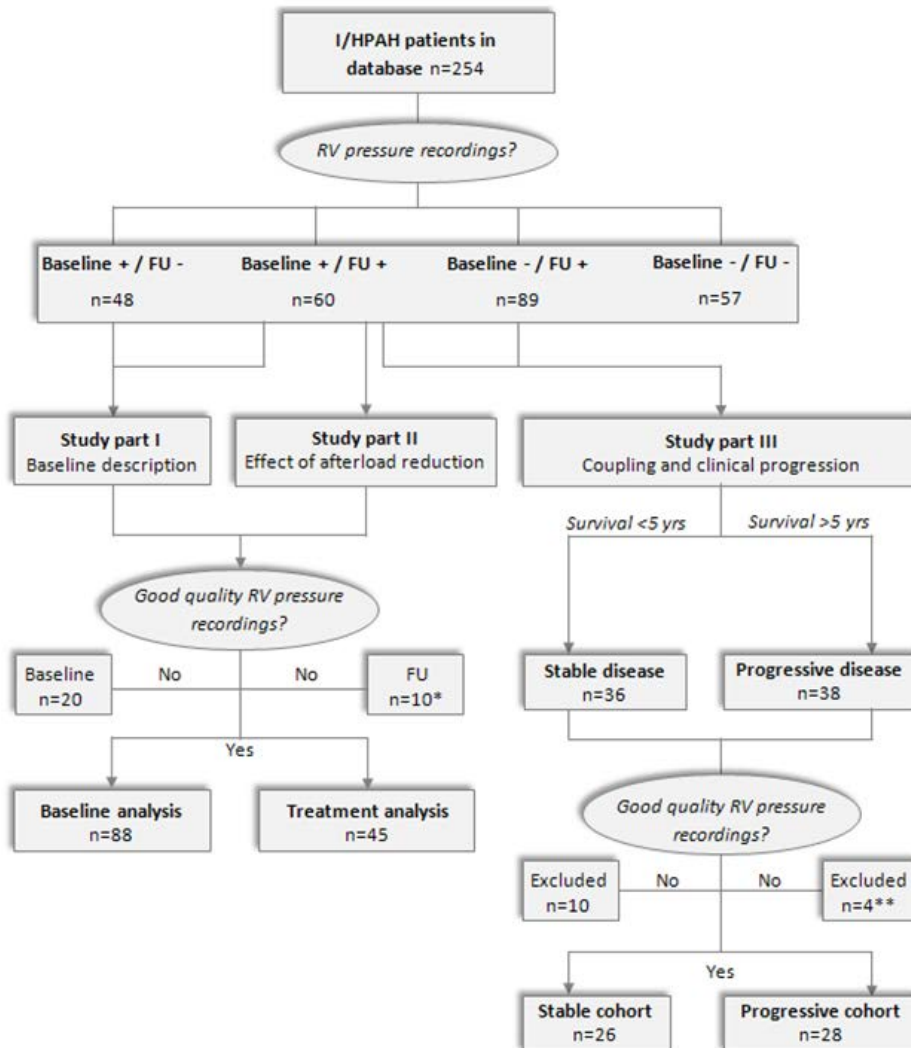 I/HPAH patients in
database n=254
RV pressure recordings?
Baseline + / FU -
n=48
Baseline + / FU +
n=60
Baseline - / FU +
n=89
Baseline - / FU -
n=57
Study part I
Baseline description
Study part II
Effect of afterload reduction
Study part III
Coupling and clinical progression
Survival <5 yrs
Survival >5 yrs
Good quality RV pressure
recordings?
Baseline
n=20
No
No
FU
n=10*
Stable disease
n=36
Progressive disease
n=38
Yes
Baseline analysis
n=88
Treatment analysis
n=45
Good quality RV pressure
recordings?
Excluded
n=10
No
No
Excluded
n=4**
Yes
Stable cohort
n=26
Progressive cohort
n=28